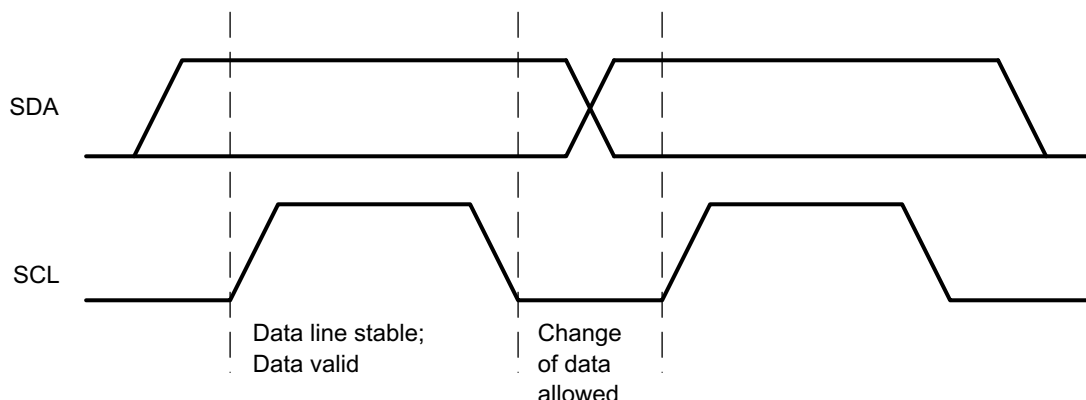 SDA
SCL
Data line stable;
Data valid
Change
of data
allowed